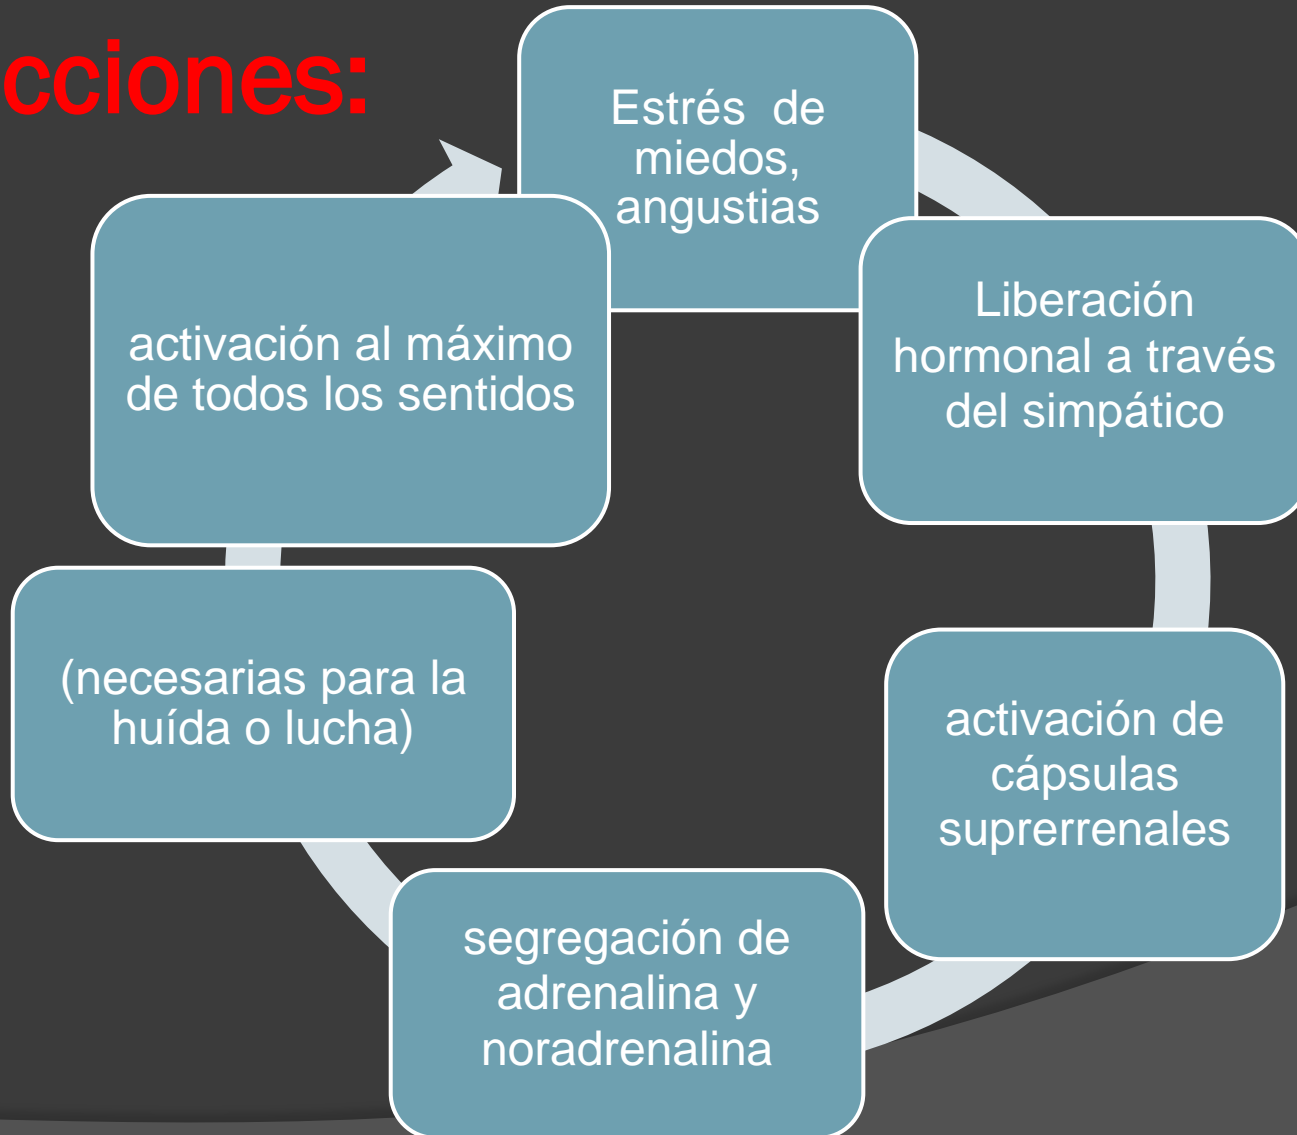 cciones:
Estrés de
miedos,
angustias
Liberación
hormonal a través
del simpático
activación de
cápsulas
suprerrenales
segregación de
adrenalina y
noradrenalina
(necesarias para la
huída o lucha)
activación al máximo
de todos los sentidos